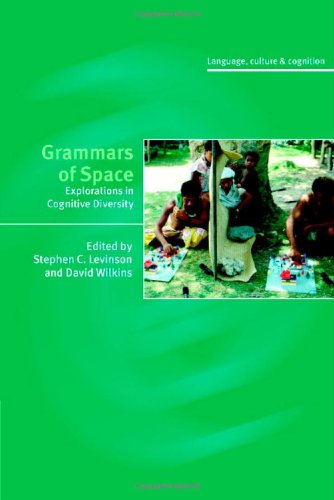 Language, culture & cognition
Grammars
of Space
Explorations in
Cognitive Diversity
Edited by
Stephen C. Levinson
and David Wilkins